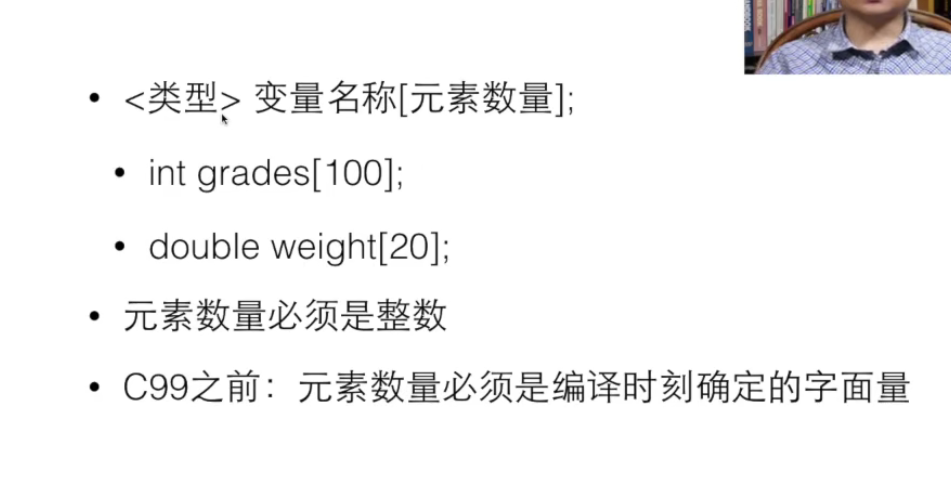 • <类型> 变量名称[元素数量];
• int grades[100];
• double weight[20];
• 元素数量必须是整数
• C99之前：元素数量必须是编译时刻确定的字面量